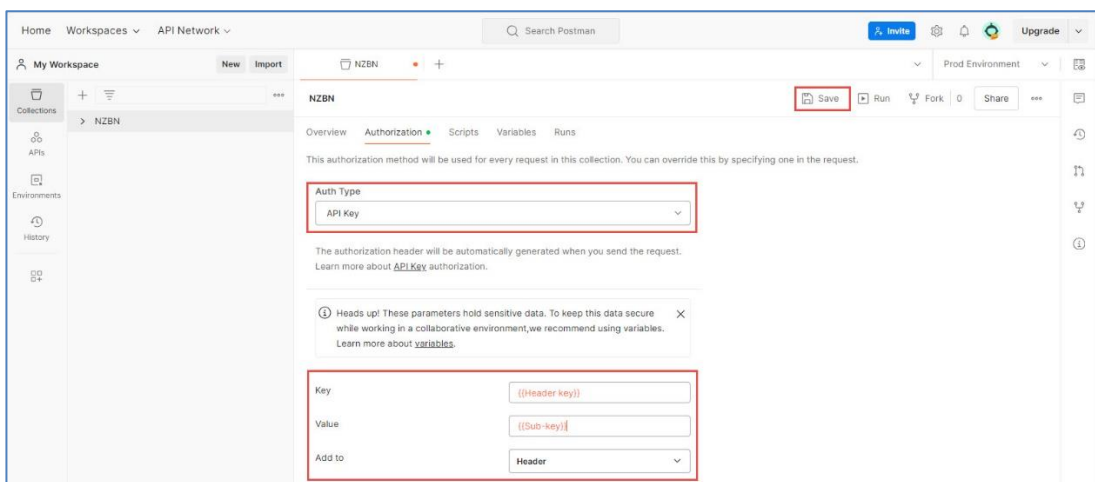 Home Workspaces API Network Search Postman Invite Upgrade
My Workspace New Import NZBN Prod Environment
Collections
APIs
Environments
History
NZBN
NZBN Save Run Fork 0 Share
Overview Authorization Scripts Variables Runs
This authorization method will be used for every request in this collection. You can override this by specifying one in the request.
Auth Type
API Key
The authorization header will be automatically generated when you send the request.
Learn more about API Key authorization.
Heads up! These parameters hold sensitive data. To keep this data secure
while working in a collaborative environment,we recommend using variables.
Learn more about variables.
Key {{Header key}}
Value {{Sub-key}}
Add to Header